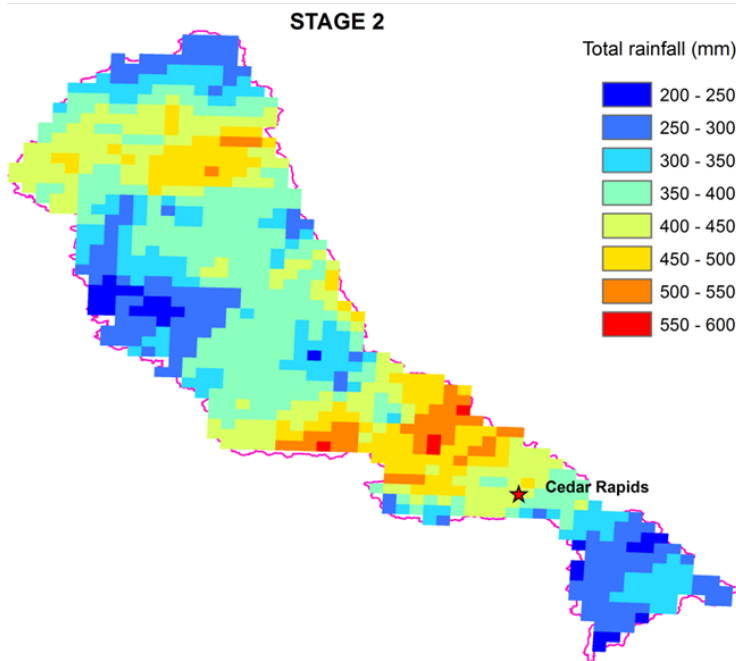 STAGE 2
Total rainfall (mm)
200 - 250
250 - 300
300 - 350
350 - 400
400 - 450
450 - 500
500 - 550
550 - 600
Cedar Rapids